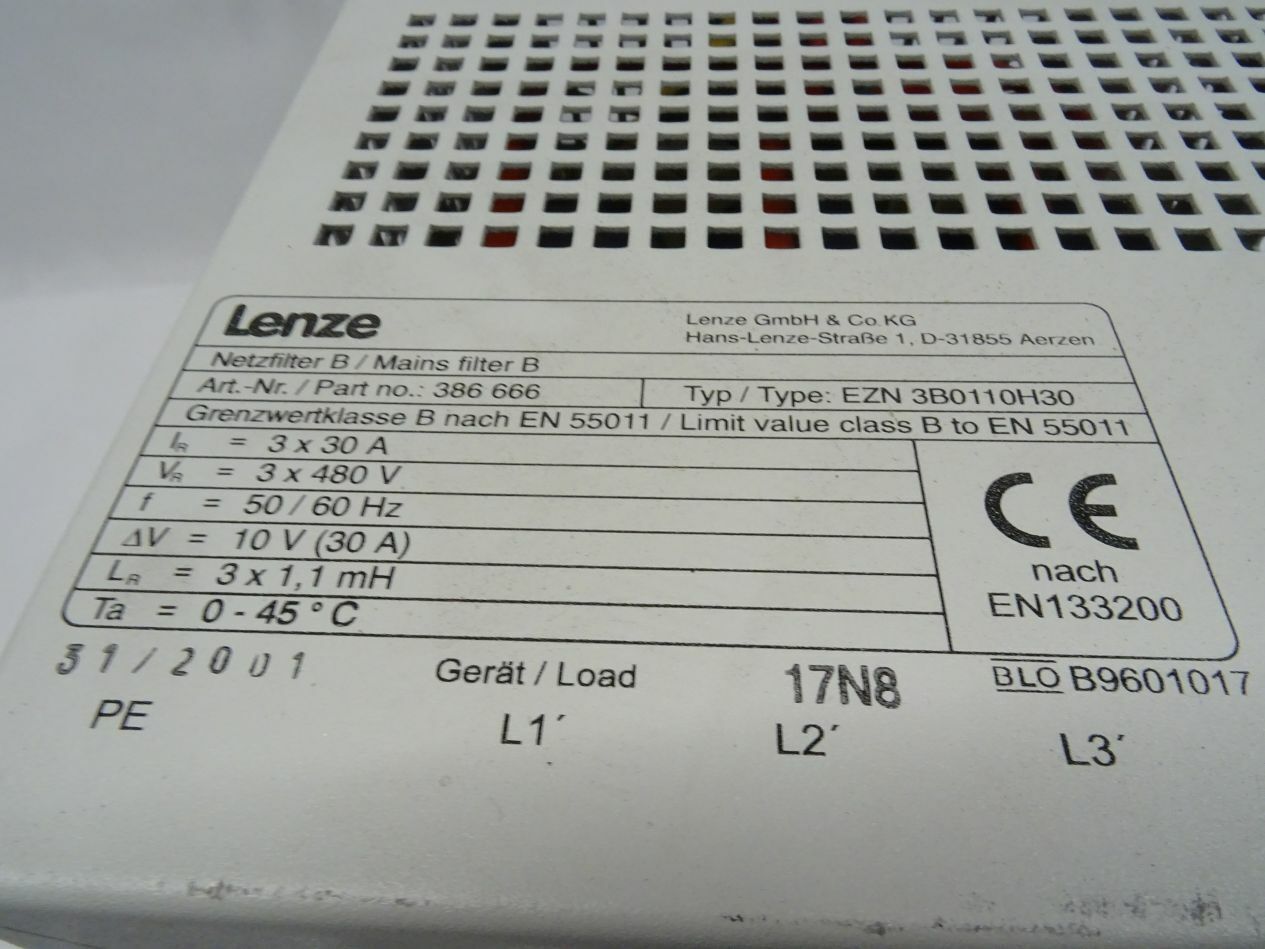 Lenze
Lenze GmbH & Co KG
Hans-Lenze-Straße 1, D-31855 Aerzen
Netzfilter B / Mains filter B
Art.-Nr. / Part no.: 386 666
Typ / Type: EZN 3B0110H30
Grenzwertklasse B nach EN 55011 / Limit value class B to EN 55011
IR = 3 x 30 A
VR = 3 x 480 V
f = 50 / 60 Hz
ΔV = 10 V (30 A)
LR = 3 x 1,1 mH
Ta = 0 - 45 °C
CE
nach
EN133200
31/2001
Gerät / Load
17N8
BLO B9601017
PE
L1´
L2´
L3´